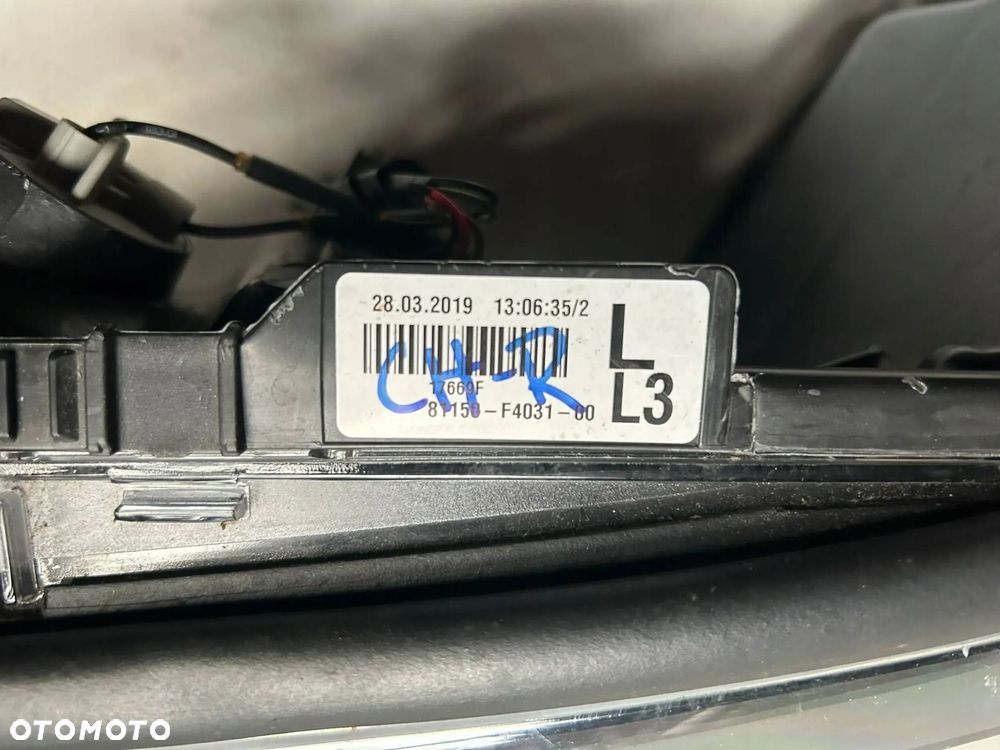 28.03.2019 13:06:35/2
L
CH-R
17669F
81150-F4031-00
L3
OTOMOTO